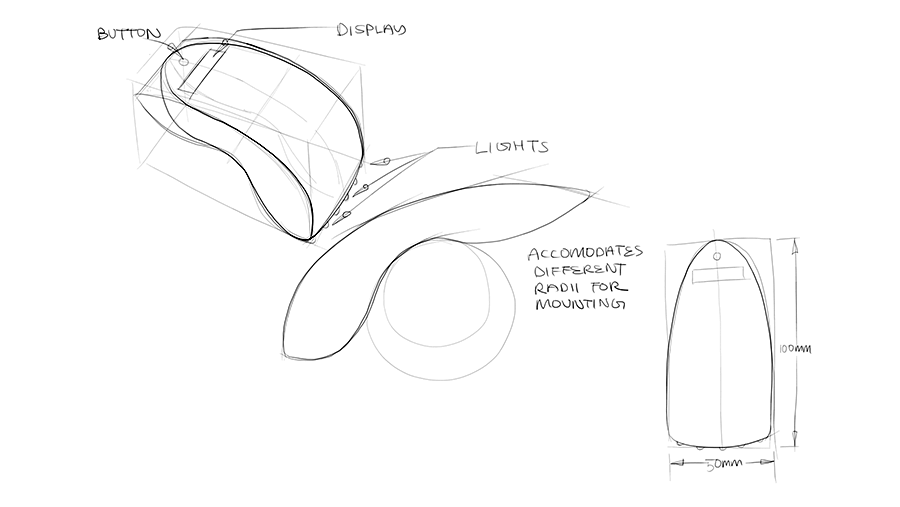 BUTTON
DISPLAY
LIGHTS
ACCOMODATES
DIFFERENT
RADII FOR
MOUNTING
100mm
50mm